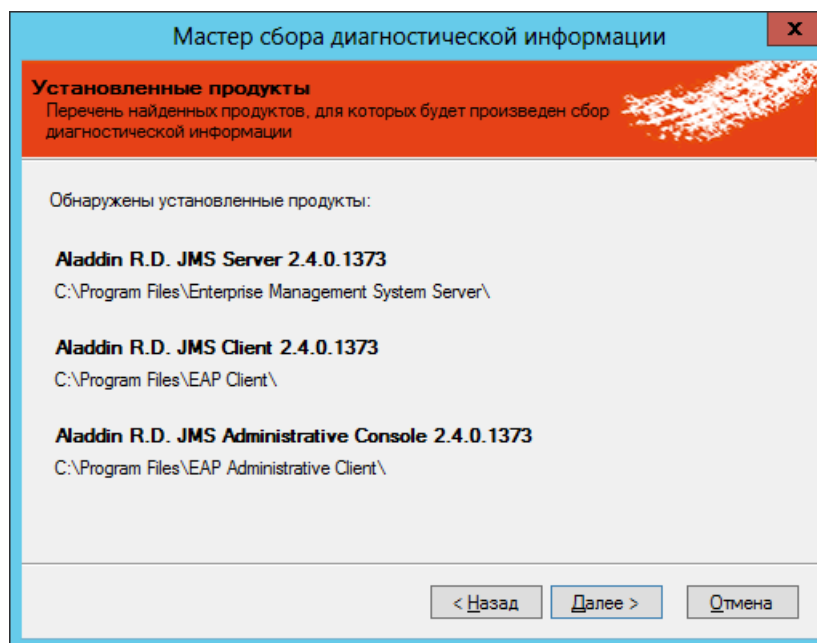 Мастер сбора диагностической информации
x
Установленные продукты
Перечень найденных продуктов, для которых будет произведен сбор
диагностической информации
Обнаружены установленные продукты:
Aladdin R.D. JMS Server 2.4.0.1373
C:\Program Files\Enterprise Management System Server\
Aladdin R.D. JMS Client 2.4.0.1373
C:\Program Files\EAP Client\
Aladdin R.D. JMS Administrative Console 2.4.0.1373
C:\Program Files\EAP Administrative Client\
< Назад Далее > Отмена